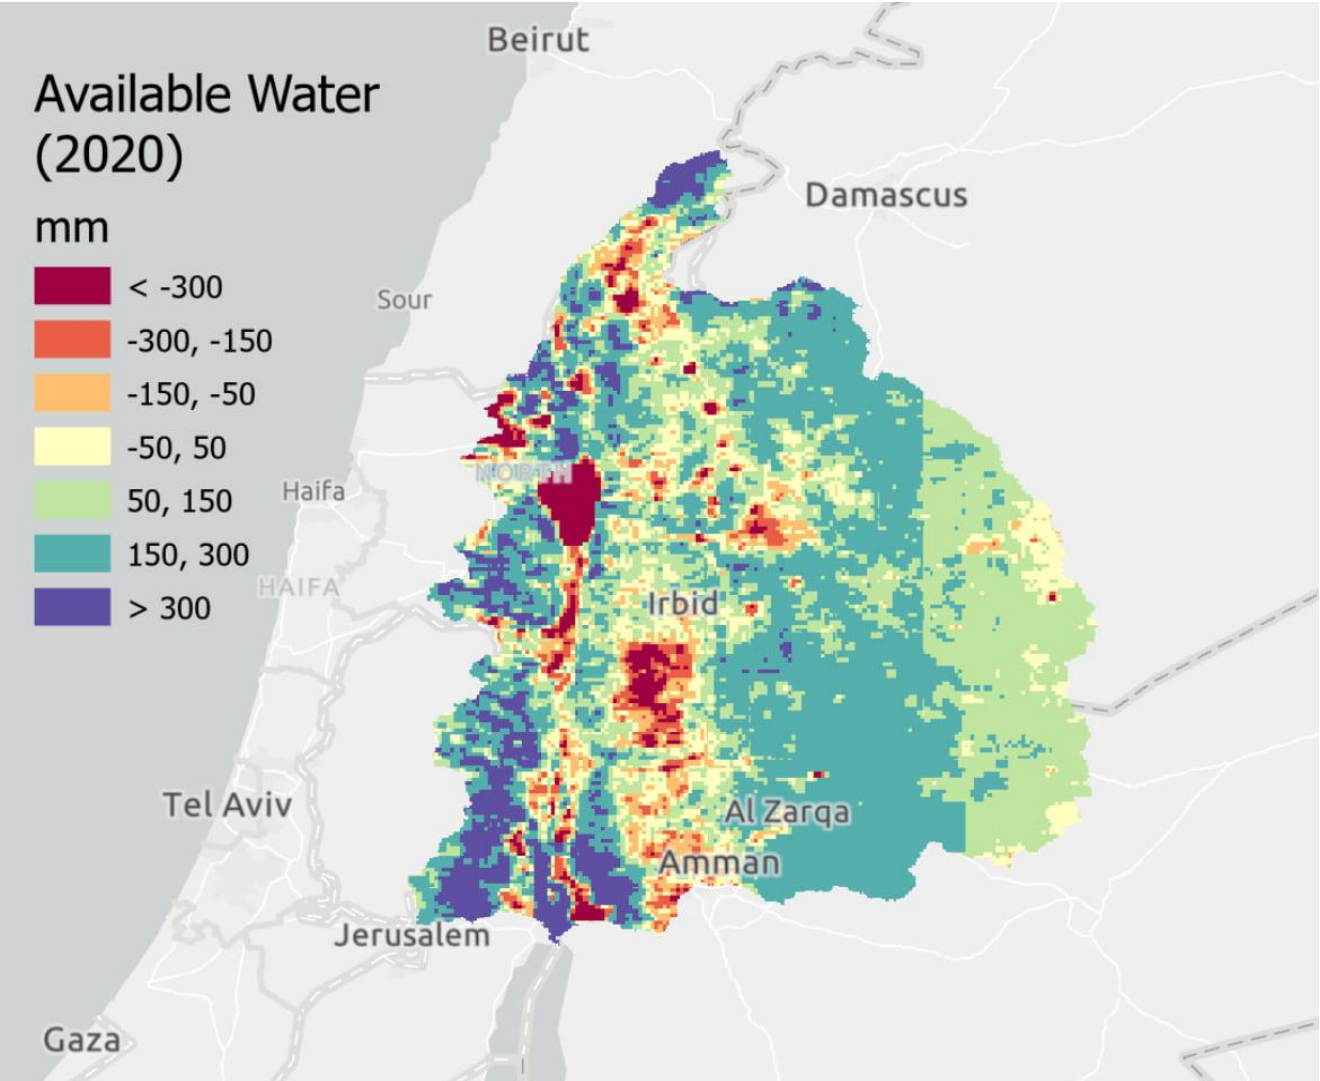 Available Water
(2020)
mm
< -300
-300, -150
-150, -50
-50, 50
50, 150
150, 300
> 300
Beirut
Damascus
Sour
NORTH
Haifa
HAIFA
Irbid
Tel Aviv
Al Zarqa
Amman
Jerusalem
Gaza